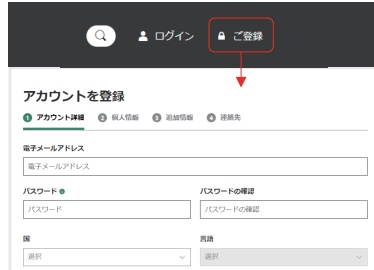 ログイン ご登録
アカウントを登録
1 アカウント詳細 2 個人情報 3 追加情報 4 連絡先
電子メールアドレス
電子メールアドレス
パスワード パスワードの確認
パスワード パスワードの確認
国 言語
選択 選択